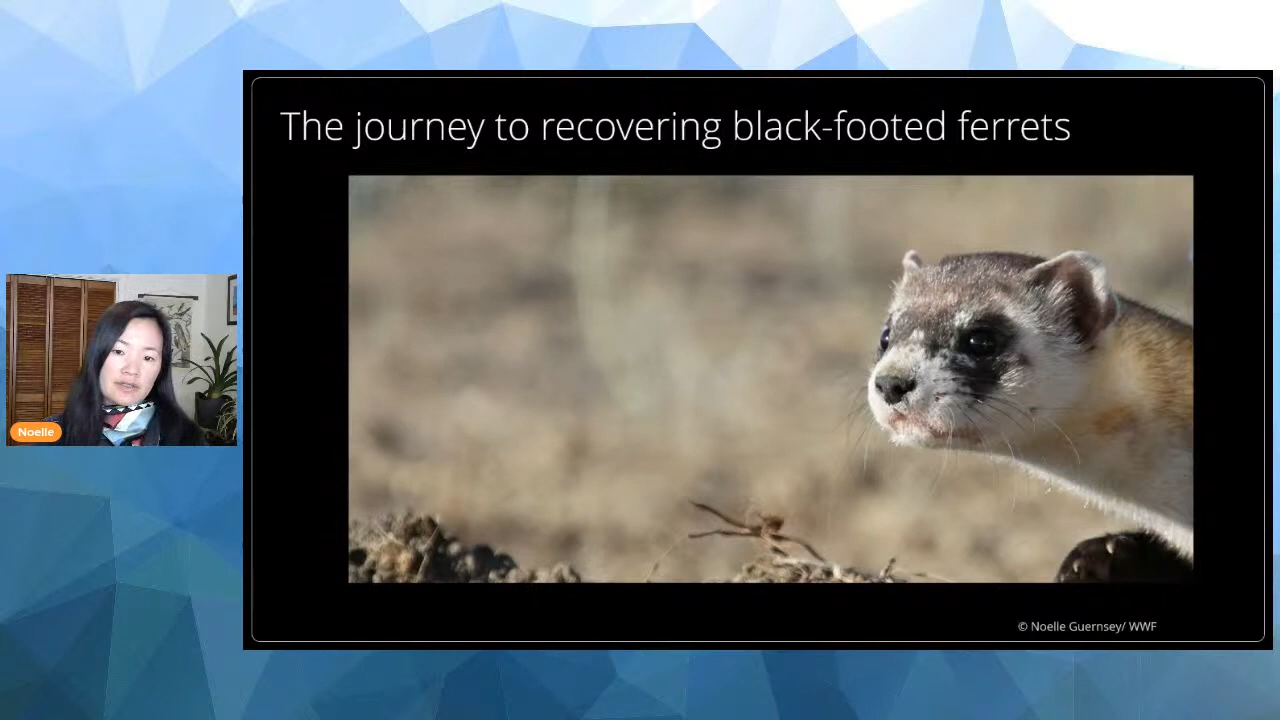 The journey to recovering black-footed ferrets
Noelle
© Noelle Guernsey/ WWF